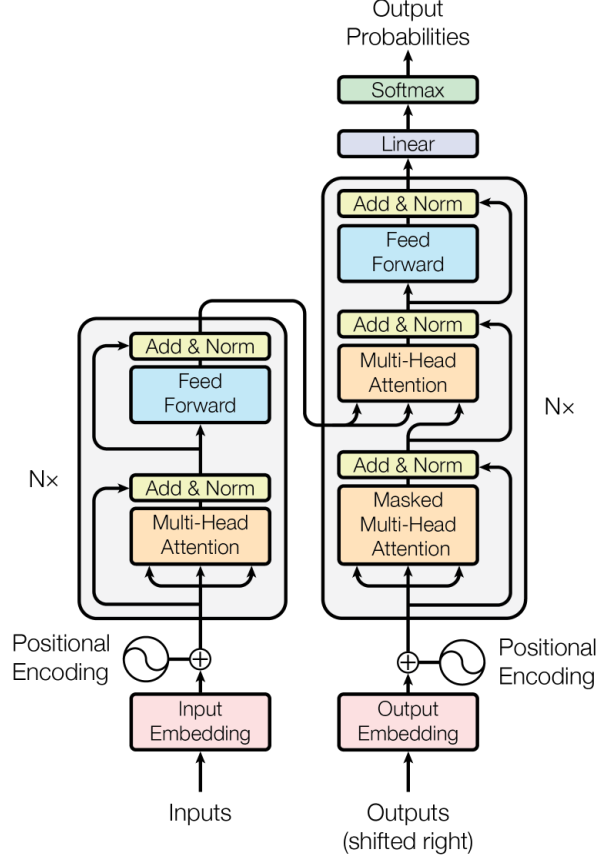 Output
Probabilities
Softmax
Linear
Add & Norm
Feed
Forward
Add & Norm
Multi-Head
Attention
Add & Norm
Masked
Multi-Head
Attention
Nx
Add & Norm
Feed
Forward
Add & Norm
Multi-Head
Attention
Nx
Positional
Encoding
Positional
Encoding
Input
Embedding
Output
Embedding
Inputs
Outputs
(shifted right)